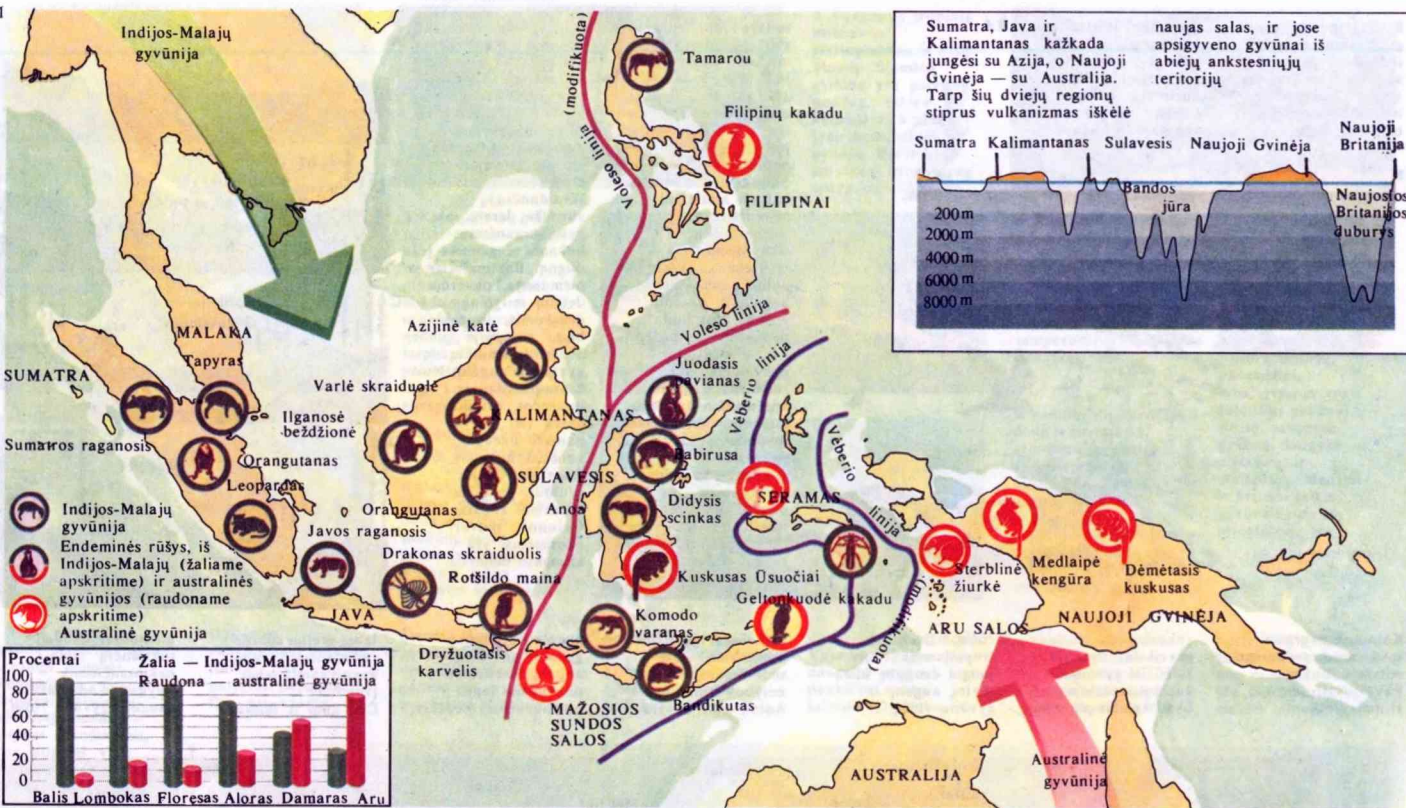 Indijos-Malajų
gyvūnija
Voleso linija (modifikuota)
Tamarou
Filipinų kakadu
FILIPINAI
Sumatra, Java ir
Kalimantanas kažkada
jungėsi su Azija, o Naujoji
Gvinėja — su Australija.
Tarp šių dviejų regionų
stiprus vulkanizmas iškėlė
naujas salas, ir jose
apsigyveno gyvūnai iš
abiejų ankstesniųjų
teritorijų
Sumatra
Kalimantanas
Sulavesis
Naujoji Gvinėja
Naujoji
Britanija
Bandos
jūra
Naujosios
Britanijos
duburys
200 m
2000 m
4000 m
6000 m
8000 m
MALAKA
Tapyras
SUMATRA
Sumatros raganosis
Orangutanas
Leopardas
Azijinė katė
Varlė skraiduolė
KALIMANTANAS
Ilganosė
beždžionė
SULAVESIS
Orangutanas
Javos raganosis
Drakonas skraiduolis
Rotšildo maina
JAVA
Voleso linija
Juodasis
pavianas
Babirusa
Anoa
Didysis
scinkas
Kuskusas
Ūsuočiai
Geltonkuodė kakadu
Komodo
varanas
Bandikutas
Dryžuotasis
karvelis
MAŽOSIOS
SUNDOS
SALOS
Vėberio linija
SERAMAS
Vėberio linija (modifikuota)
Sterblinė
žiurkė
Medlaipė
kengūra
Dėmėtasis
kuskusas
ARU SALOS
NAUJOJI GVINĖJA
AUSTRALIJA
Australinė
gyvūnija
Indijos-Malajų
gyvūnija
Endeminės rūšys, iš
Indijos-Malajų (žaliame
apskritime) ir australinės
gyvūnijos (raudoname
apskritime)
Australinė gyvūnija
Procentai
Žalia — Indijos-Malajų gyvūnija
Raudona — australinė gyvūnija
100
80
60
40
20
0
Balis Lombokas Floresas Aloras Damaras Aru